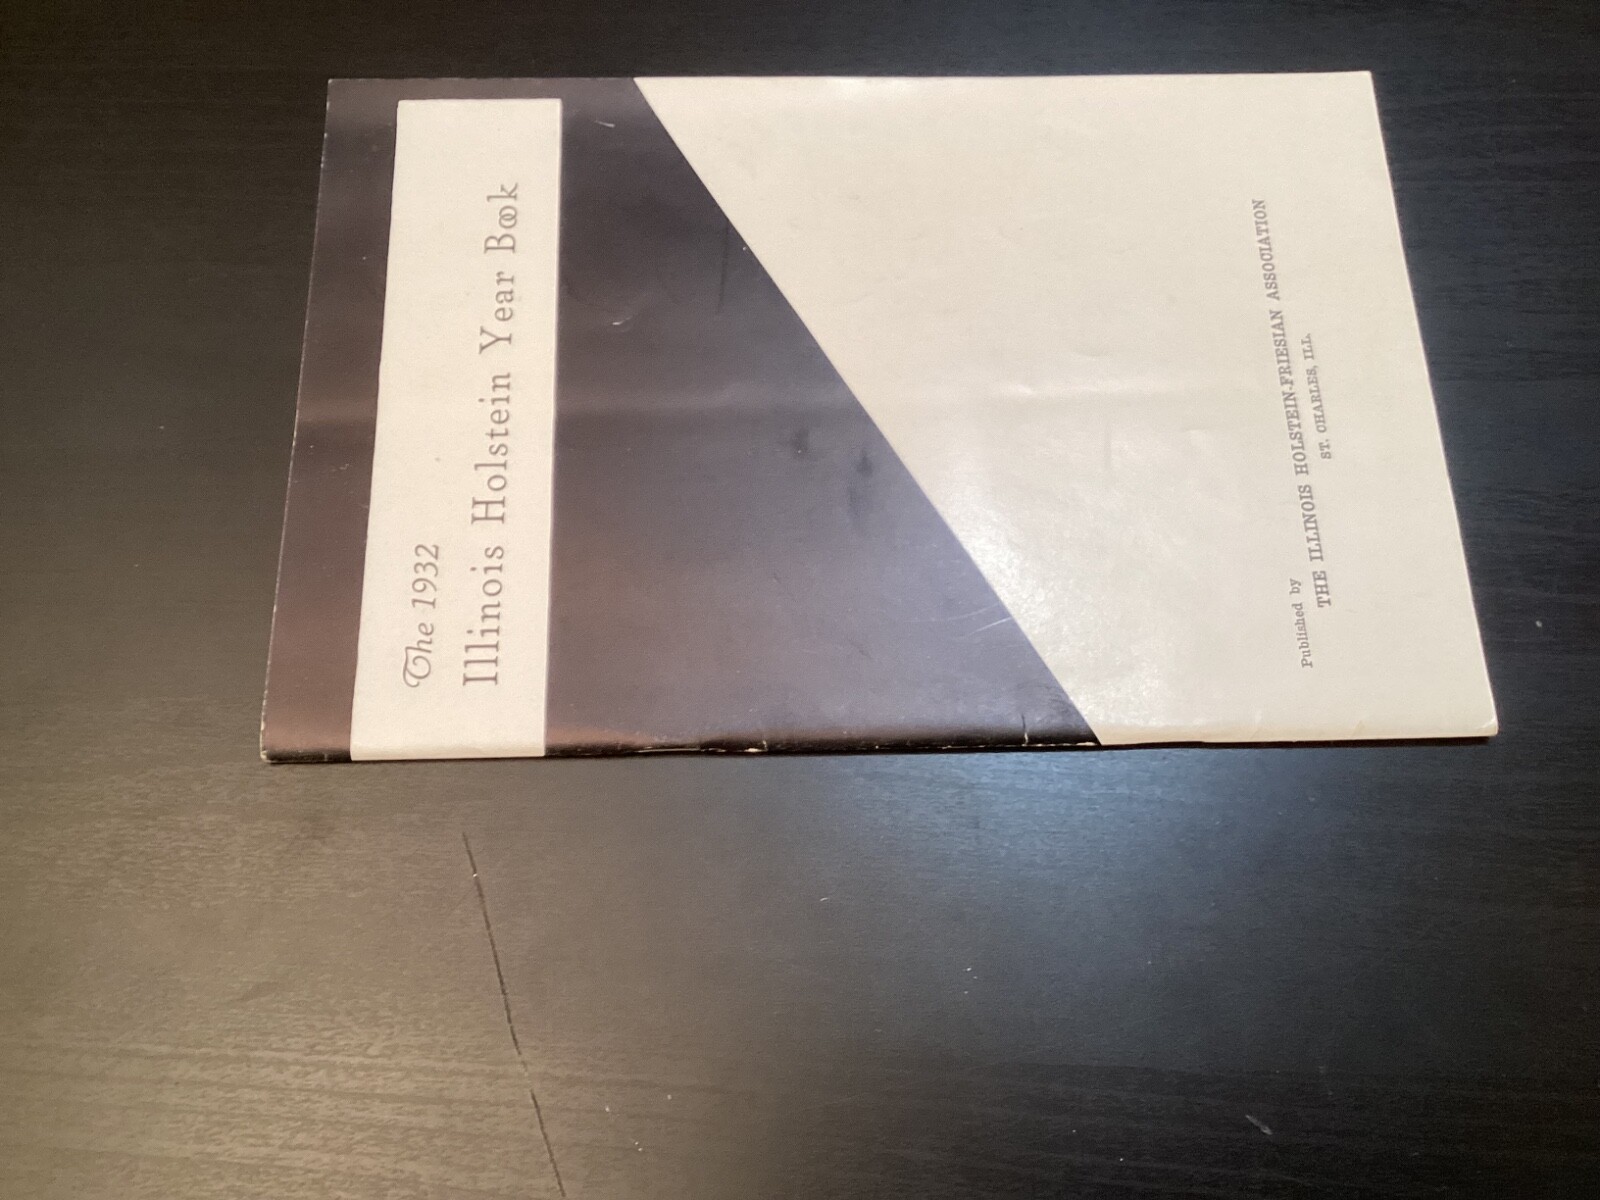 The 1932
Illinois Holstein Year Book
Published by
THE ILLINOIS HOLSTEIN-FRIESIAN ASSOCIATION
ST. CHARLES, ILL.